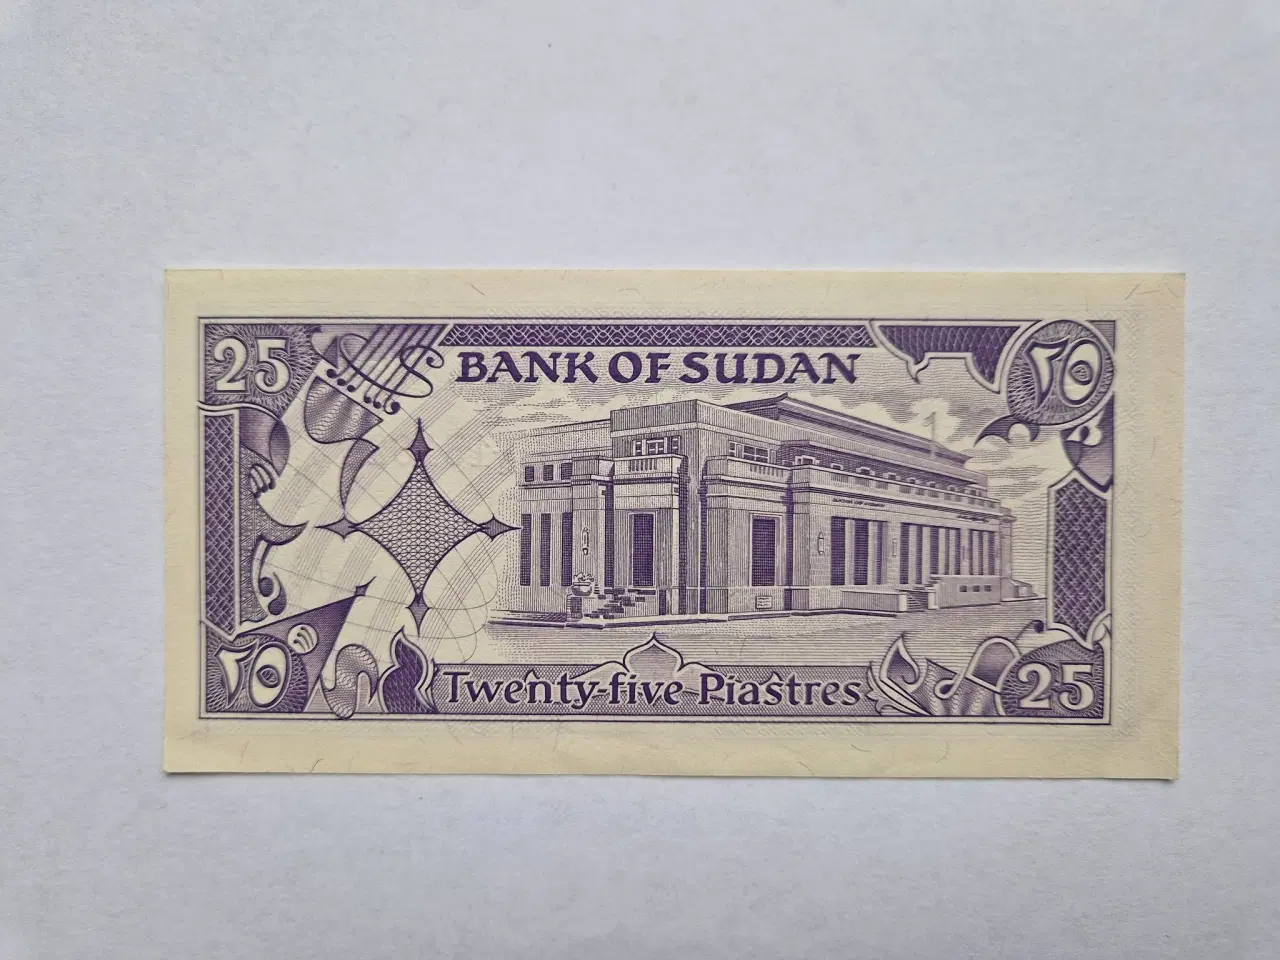 25
BANK OF SUDAN
٢٥
٢٥
Twenty-five Piastres
25